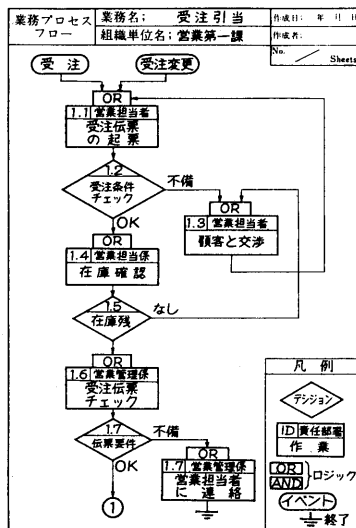 業務プロセスフロー
業務名； 受注引当
組織単位名；営業第一課
作成日： 年 月 日
作成者：
No. ／ Sheets
受注
受注変更
OR
1.1 営業担当者
受注伝票
の起票
1.2
受注条件
チェック
不備
OK
OR
1.3 営業担当者
顧客と交渉
OR
1.4 営業担当係
在庫確認
1.5
在庫残
なし
OR
1.6 営業管理係
受注伝票
チェック
1.7
伝票要件
不備
OK
OR
1.7 営業管理係
営業担当者
に連絡
1
凡例
デシジョン
ID 責任部署
作業
OR
AND
ロジック
イベント
終了